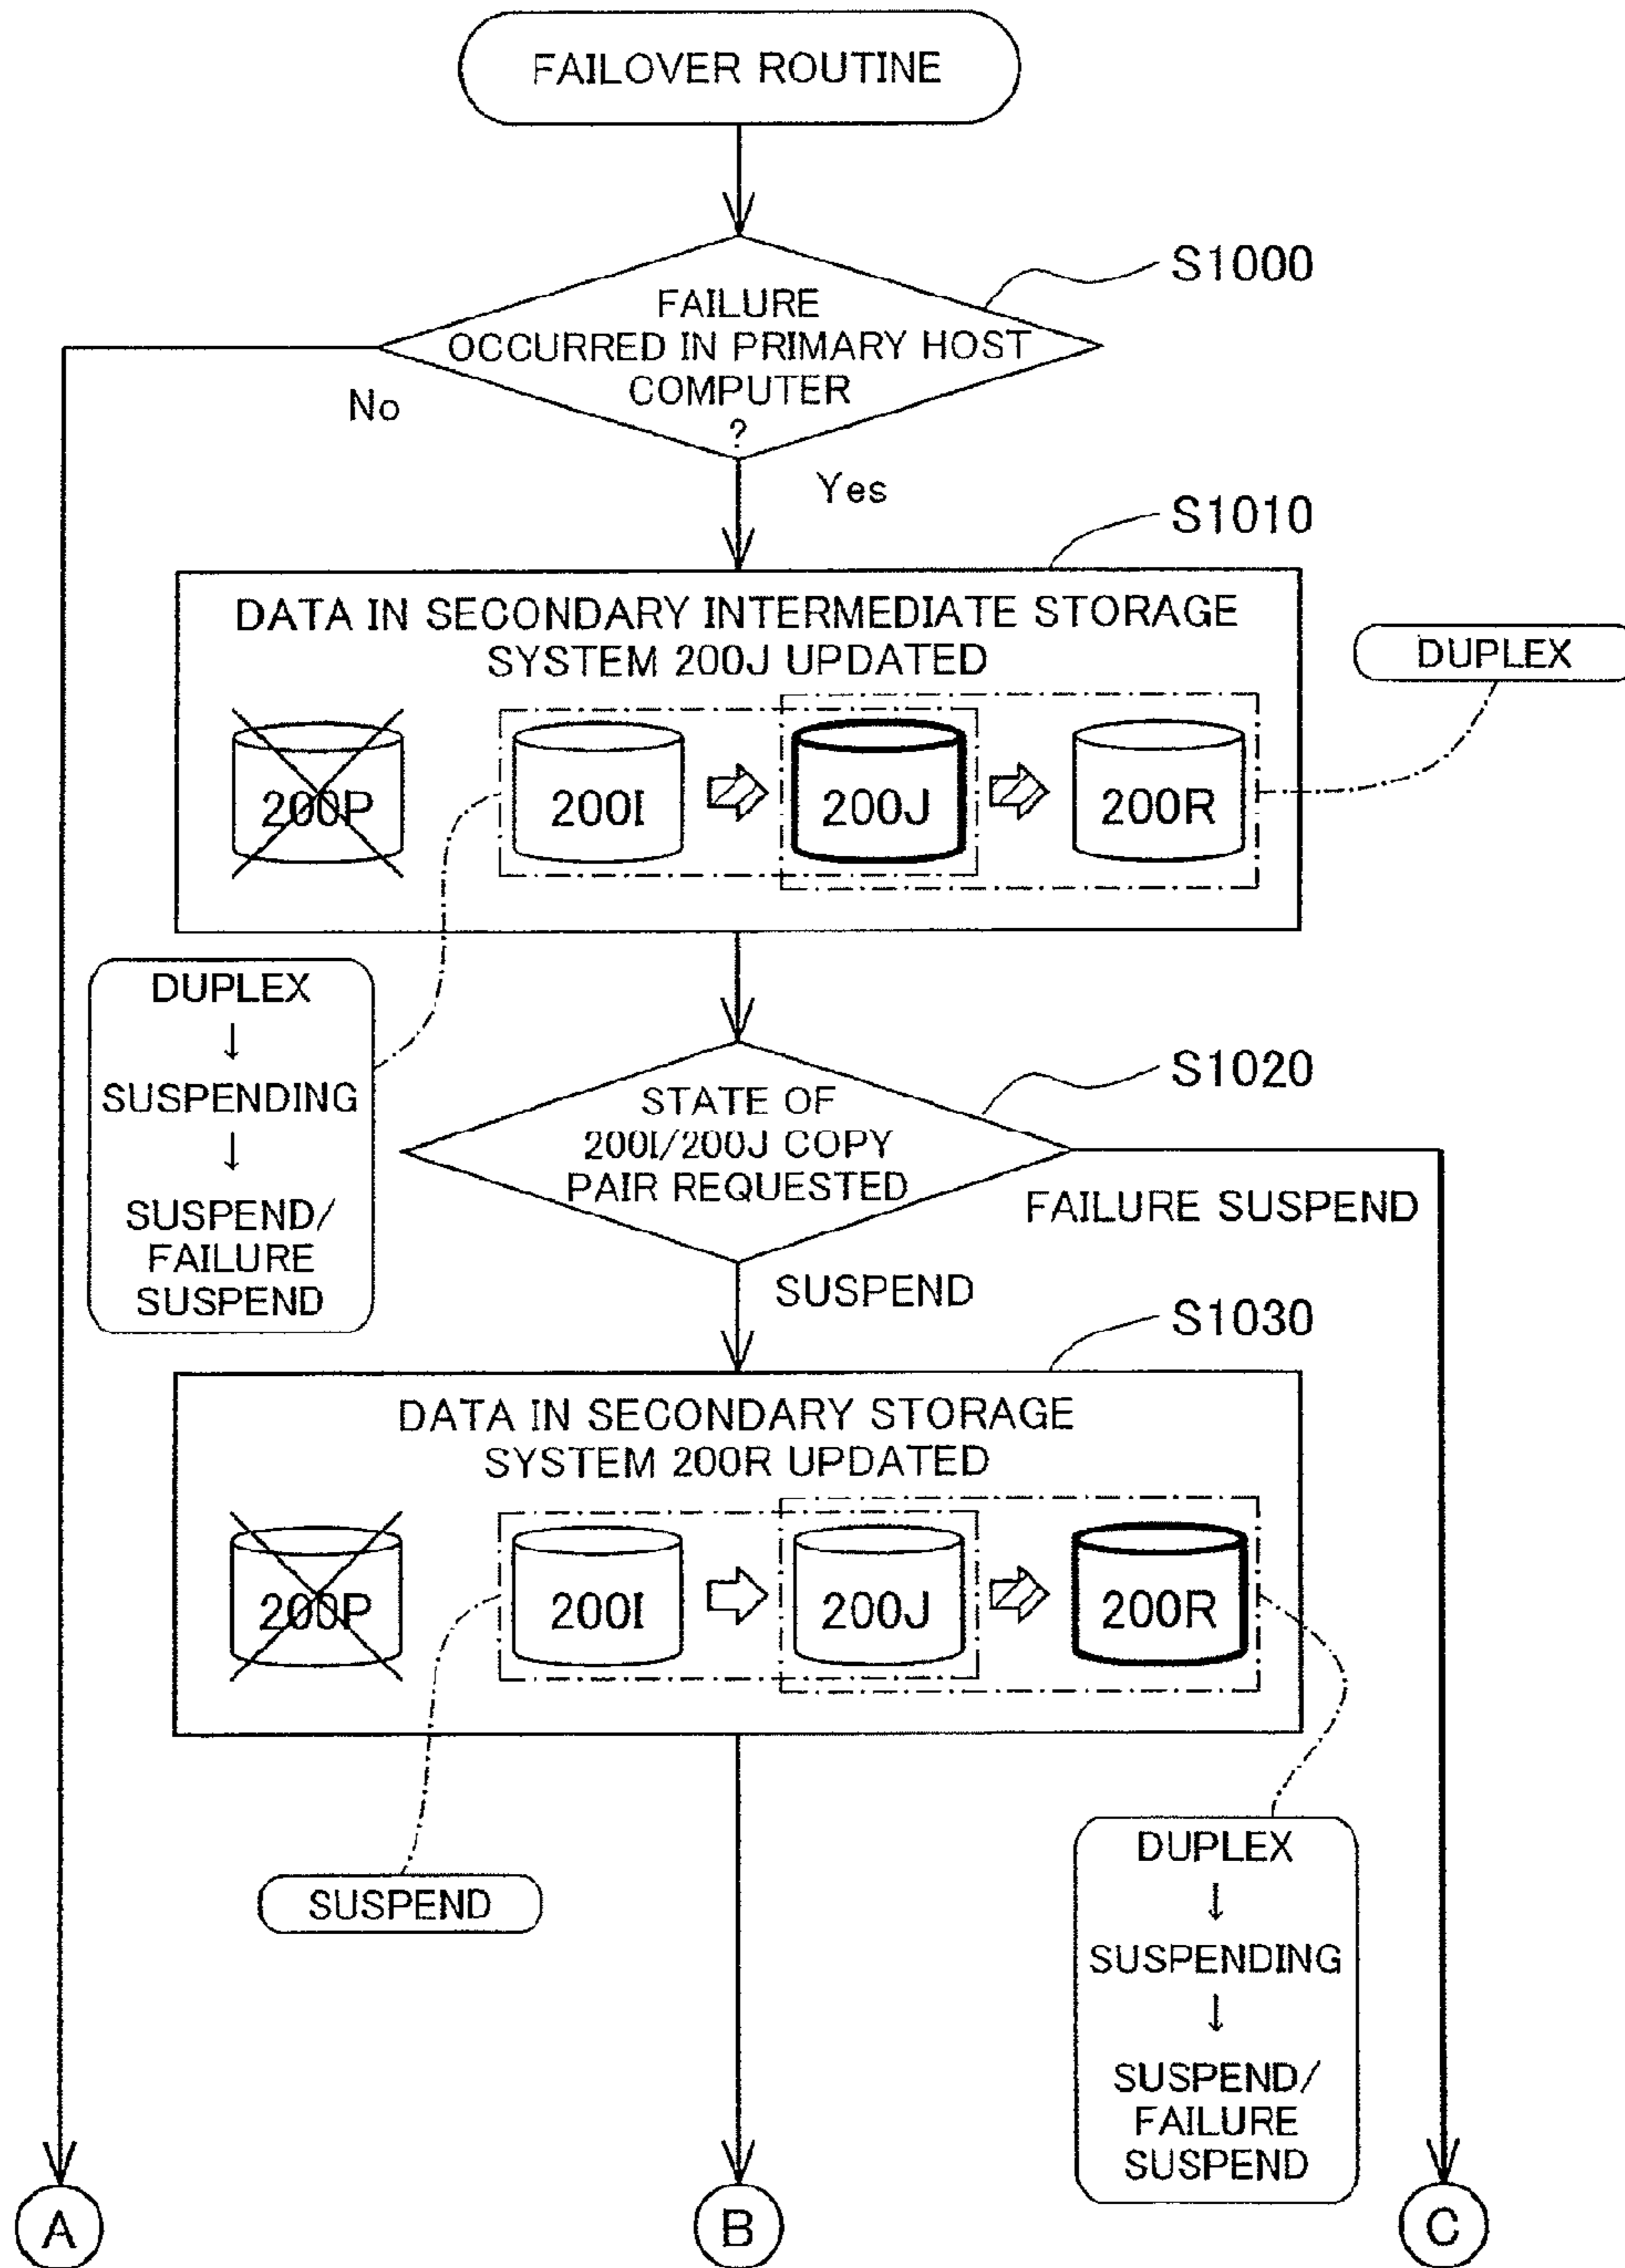 FAILOVER ROUTINE
S1000
FAILURE
OCCURRED IN PRIMARY HOST
COMPUTER
?
No
Yes
S1010
DATA IN SECONDARY INTERMEDIATE STORAGE
SYSTEM 200J UPDATED
DUPLEX
200P
200I
200J
200R
DUPLEX
↓
SUSPENDING
↓
SUSPEND/
FAILURE
SUSPEND
S1020
STATE OF
200I/200J COPY
PAIR REQUESTED
FAILURE SUSPEND
SUSPEND
S1030
DATA IN SECONDARY STORAGE
SYSTEM 200R UPDATED
200P
200I
200J
200R
SUSPEND
DUPLEX
↓
SUSPENDING
↓
SUSPEND/
FAILURE
SUSPEND
A
B
C